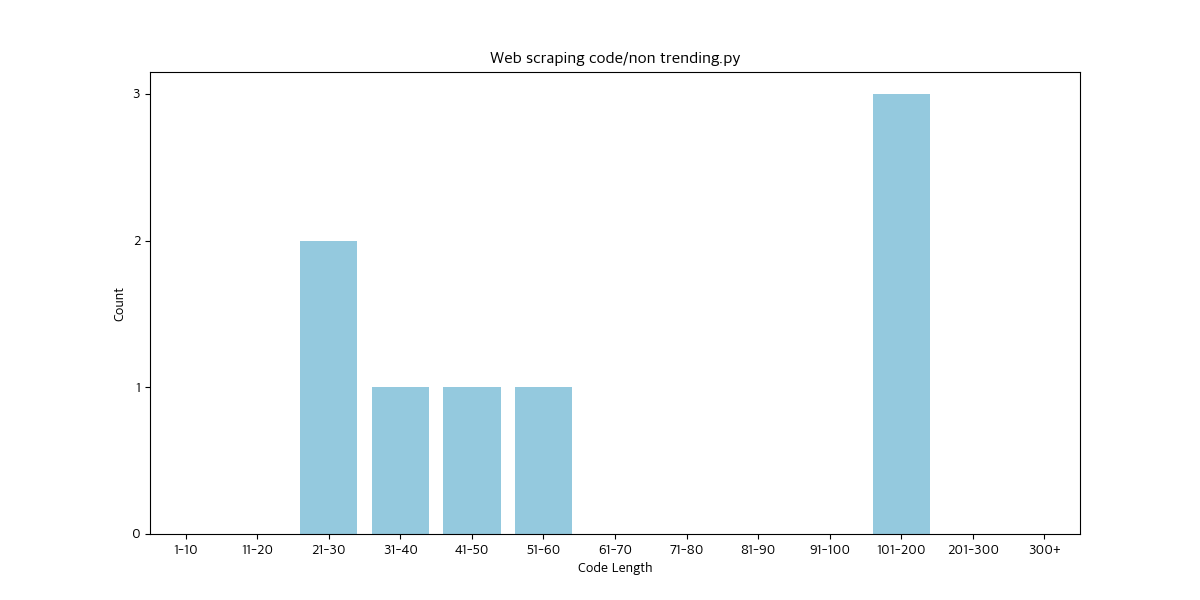 Web scraping code/non trending.py
3
2
1
0
Count
1-10 11-20 21-30 31-40 41-50 51-60 61-70 71-80 81-90 91-100 101-200 201-300 300+
Code Length